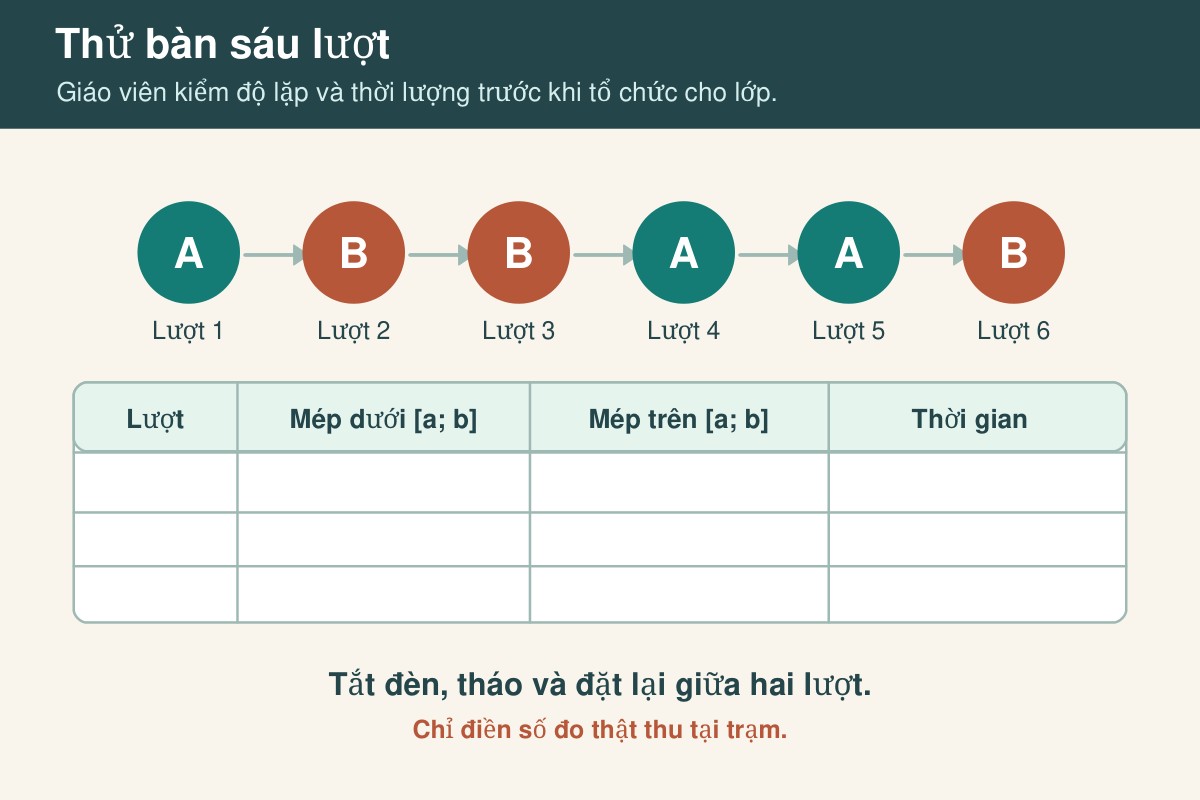 Thử bàn sáu lượt
Giáo viên kiểm độ lặp và thời lượng trước khi tổ chức cho lớp.
A B B A A B
Lượt 1 Lượt 2 Lượt 3 Lượt 4 Lượt 5 Lượt 6
Lượt Mép dưới [a; b] Mép trên [a; b] Thời gian
Tắt đèn, tháo và đặt lại giữa hai lượt.
Chỉ điền số đo thật thu tại trạm.